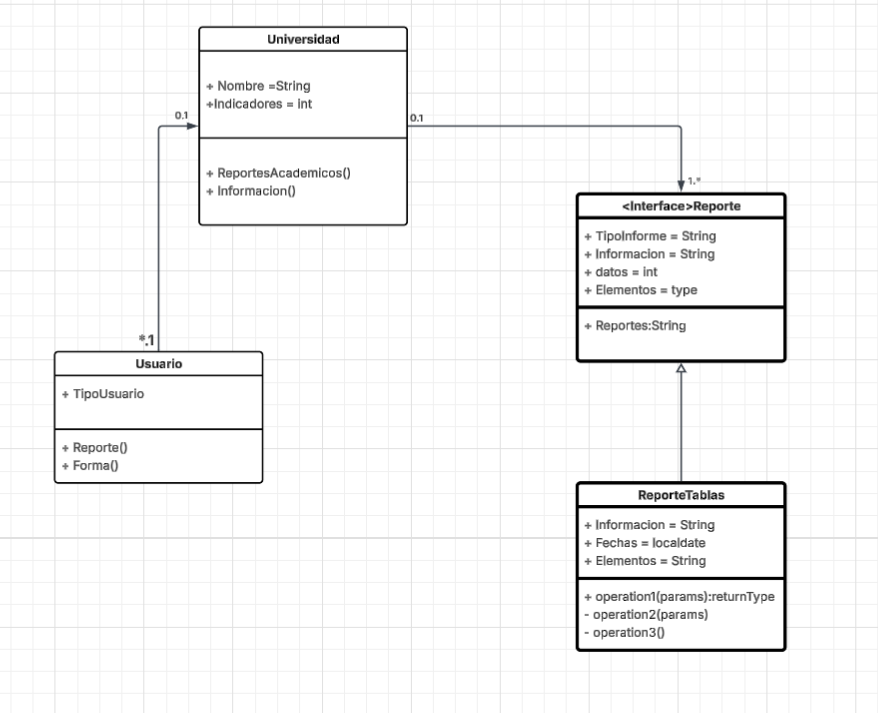 Universidad
+ Nombre =String
+Indicadores = int
+ ReportesAcademicos()
+ Informacion()
0.1
0.1
1.*
<Interface>Reporte
+ TipoInforme = String
+ Informacion = String
+ datos = int
+ Elementos = type
+ Reportes:String
*.1
Usuario
+ TipoUsuario
+ Reporte()
+ Forma()
ReporteTablas
+ Informacion = String
+ Fechas = localdate
+ Elementos = String
+ operation1(params):returnType
- operation2(params)
- operation3()